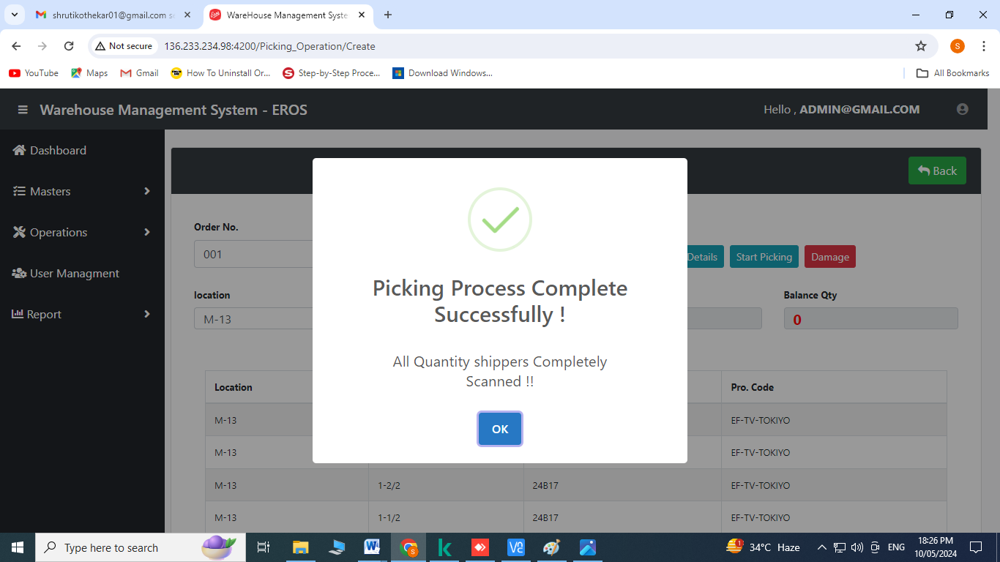 shrutikothekar01@gmail.com se
WareHouse Management Syste
Not secure
136.233.234.98:4200/Picking_Operation/Create
S
YouTube
Maps
Gmail
How To Uninstall Or...
Step-by-Step Proce...
Download Windows...
All Bookmarks
Warehouse Management System - EROS
Hello , ADMIN@GMAIL.COM
Dashboard
Masters
Operations
User Managment
Report
Back
Order No.
001
Details
Start Picking
Damage
location
M-13
Balance Qty
0
Picking Process Complete
Successfully !
All Quantity shippers Completely
Scanned !!
OK
Location
Pro. Code
M-13
EF-TV-TOKIYO
M-13
EF-TV-TOKIYO
M-13
1-2/2
24B17
EF-TV-TOKIYO
M-13
1-1/2
24B17
EF-TV-TOKIYO
Type here to search
34°C Haze
ENG
18:26 PM
10/05/2024